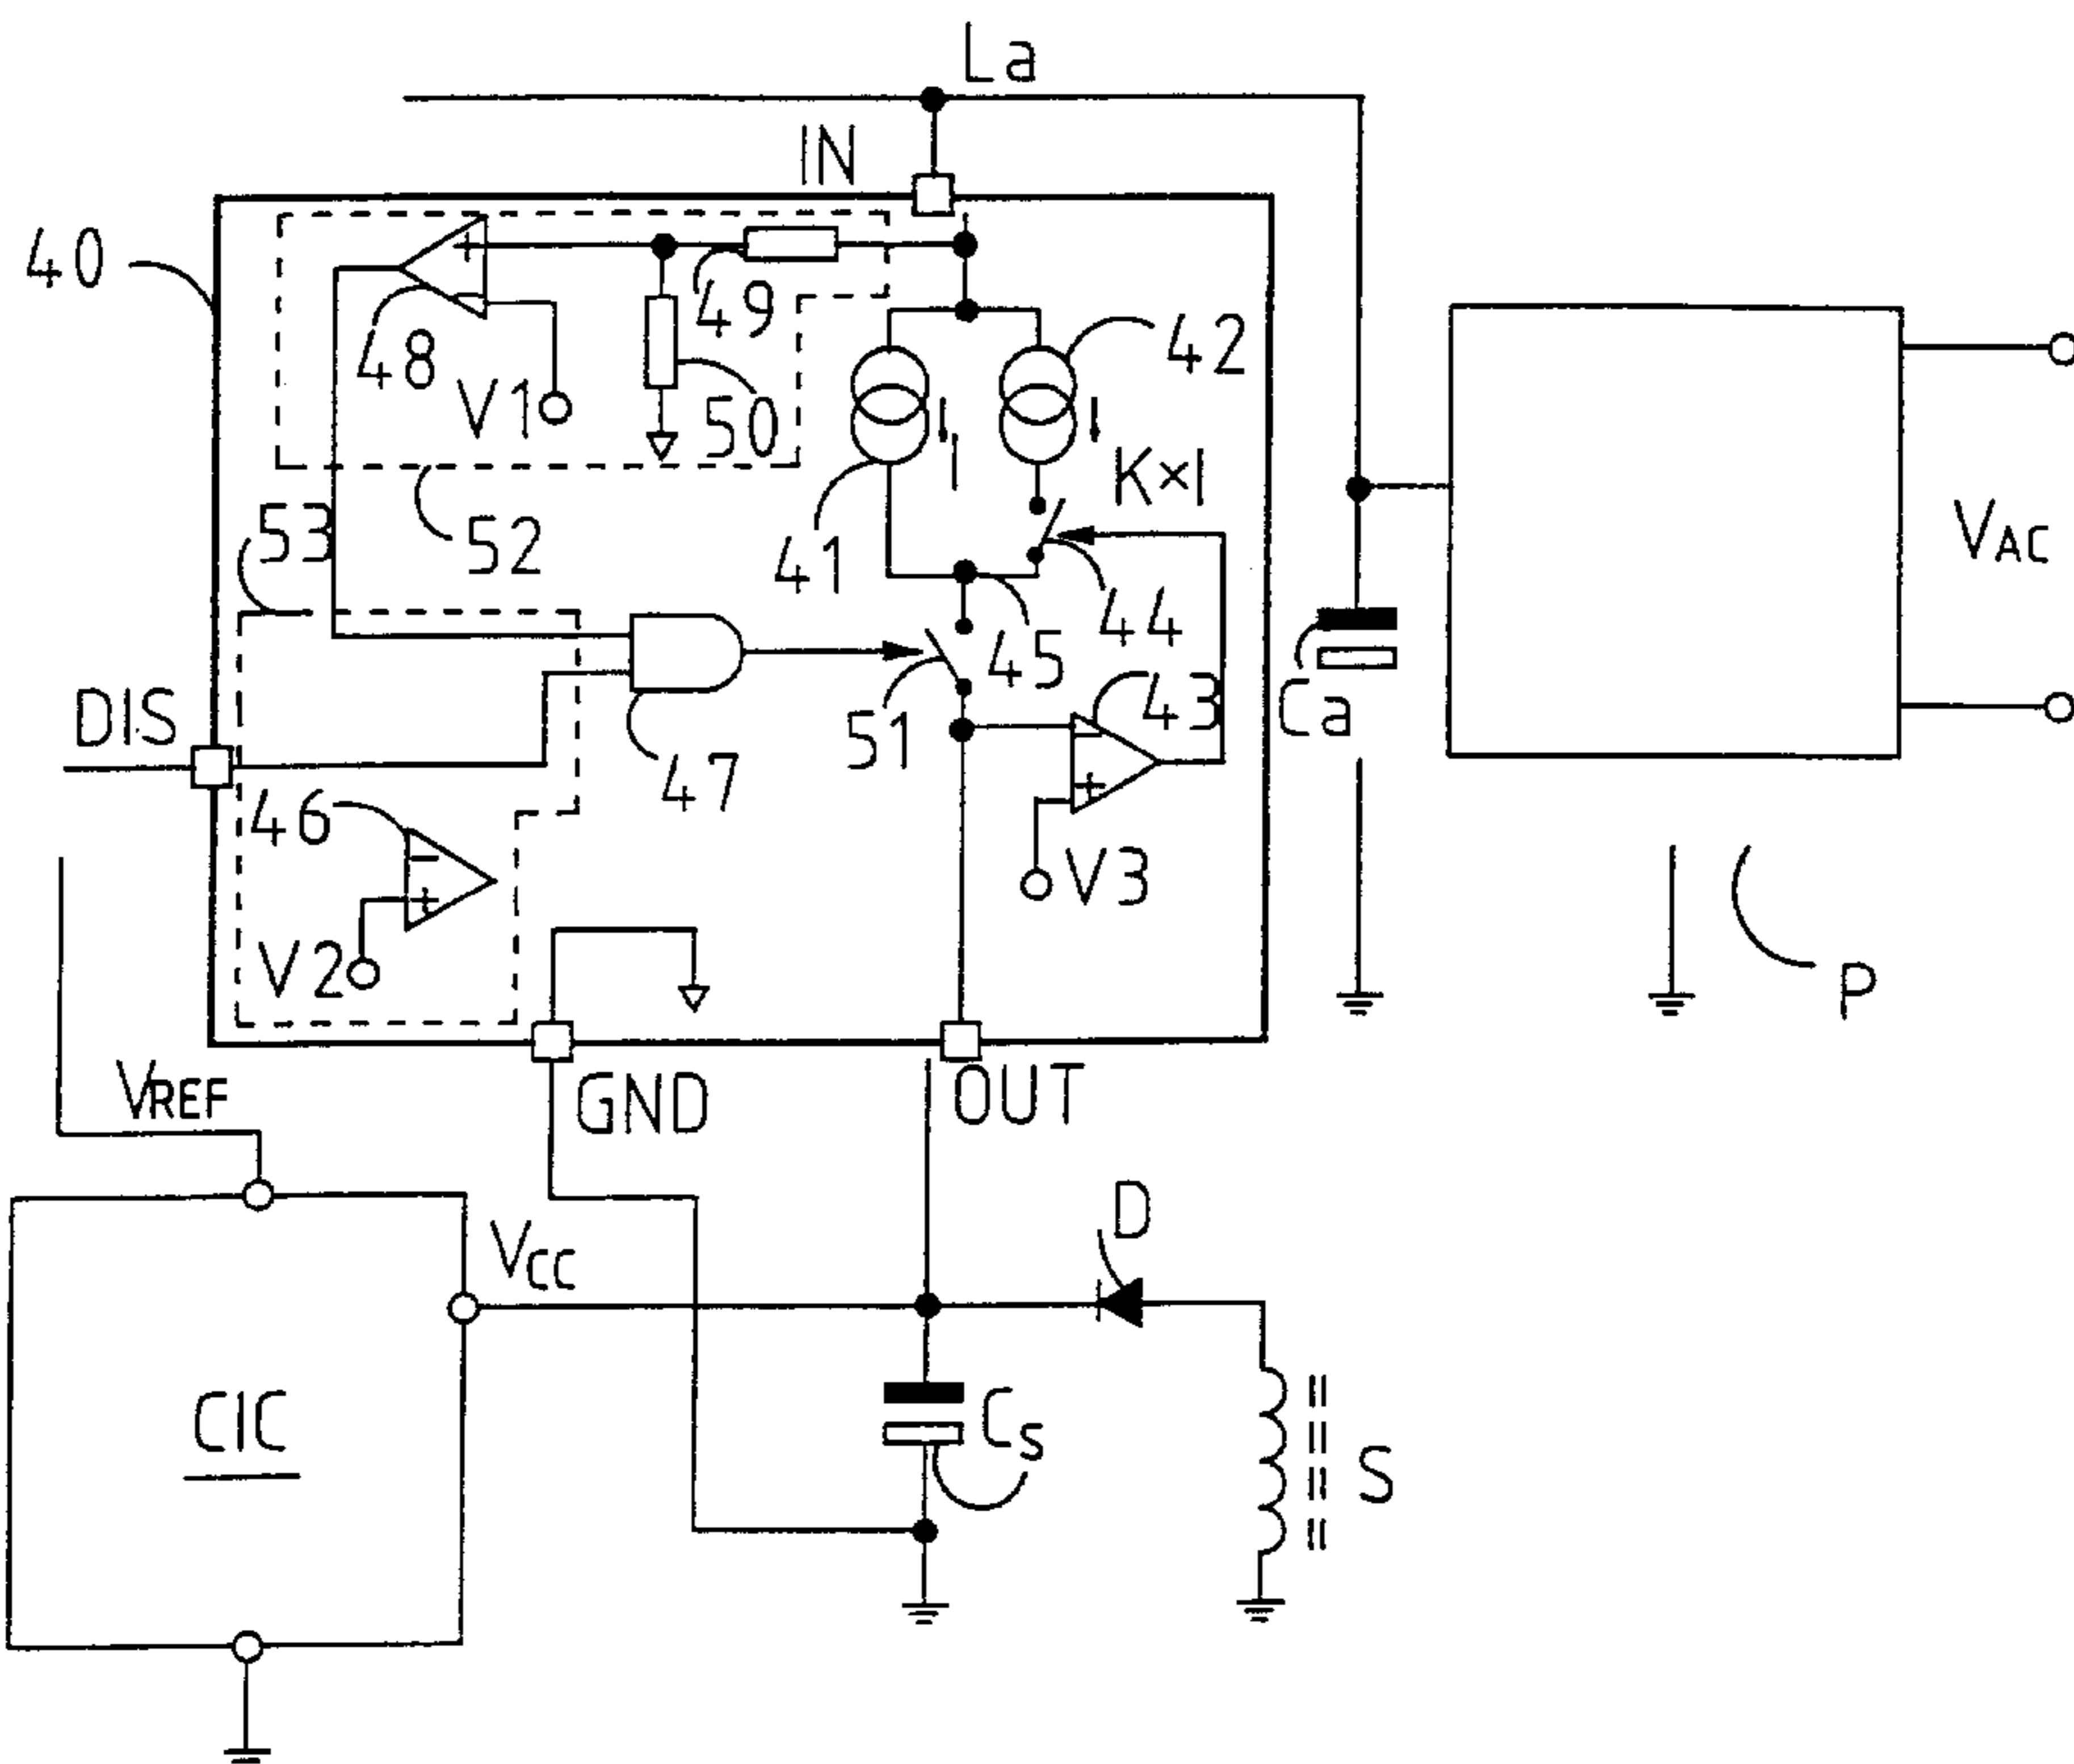 La
IN
40
49
48
42
V1
50
I
K×I
53
52
41
VAC
44
45
DIS
51
43
Ca
47
46
V3
V2
P
VREF
GND
OUT
VCC
D
CIC
Cs
S